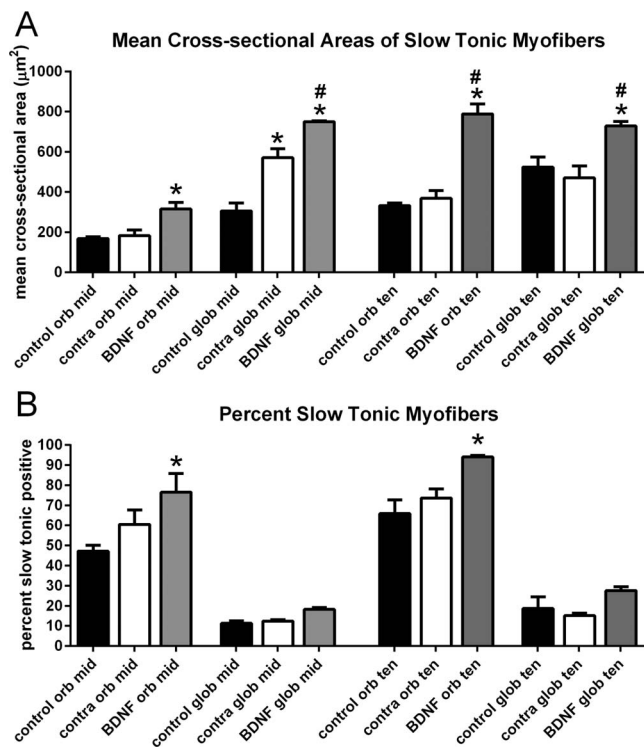 A
Mean Cross-sectional Areas of Slow Tonic Myofibers
mean cross-sectional area (μm²)
1000
800
600
400
200
0
*
*
#
*
#
*
#
*
control orb mid
contra orb mid
BDNF orb mid
control glob mid
contra glob mid
BDNF glob mid
control orb ten
contra orb ten
BDNF orb ten
control glob ten
contra glob ten
BDNF glob ten
B
Percent Slow Tonic Myofibers
percent slow tonic positive
100
90
80
70
60
50
40
30
20
10
0
*
*
control orb mid
contra orb mid
BDNF orb mid
control glob mid
contra glob mid
BDNF glob mid
control orb ten
contra orb ten
BDNF orb ten
control glob ten
contra glob ten
BDNF glob ten